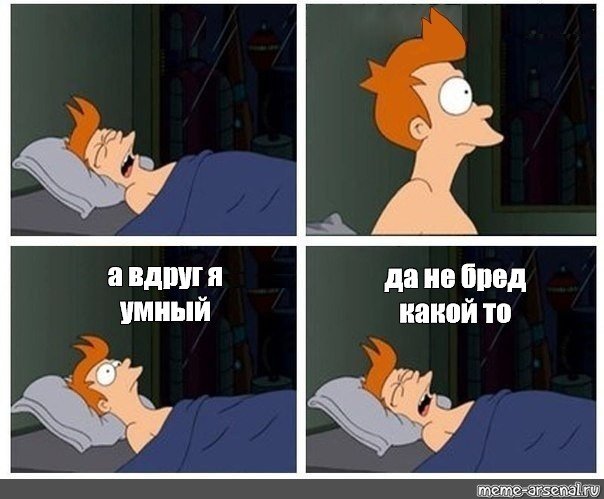 а вдруг я
умный
да не бред
какой то
meme-arsenal.ru